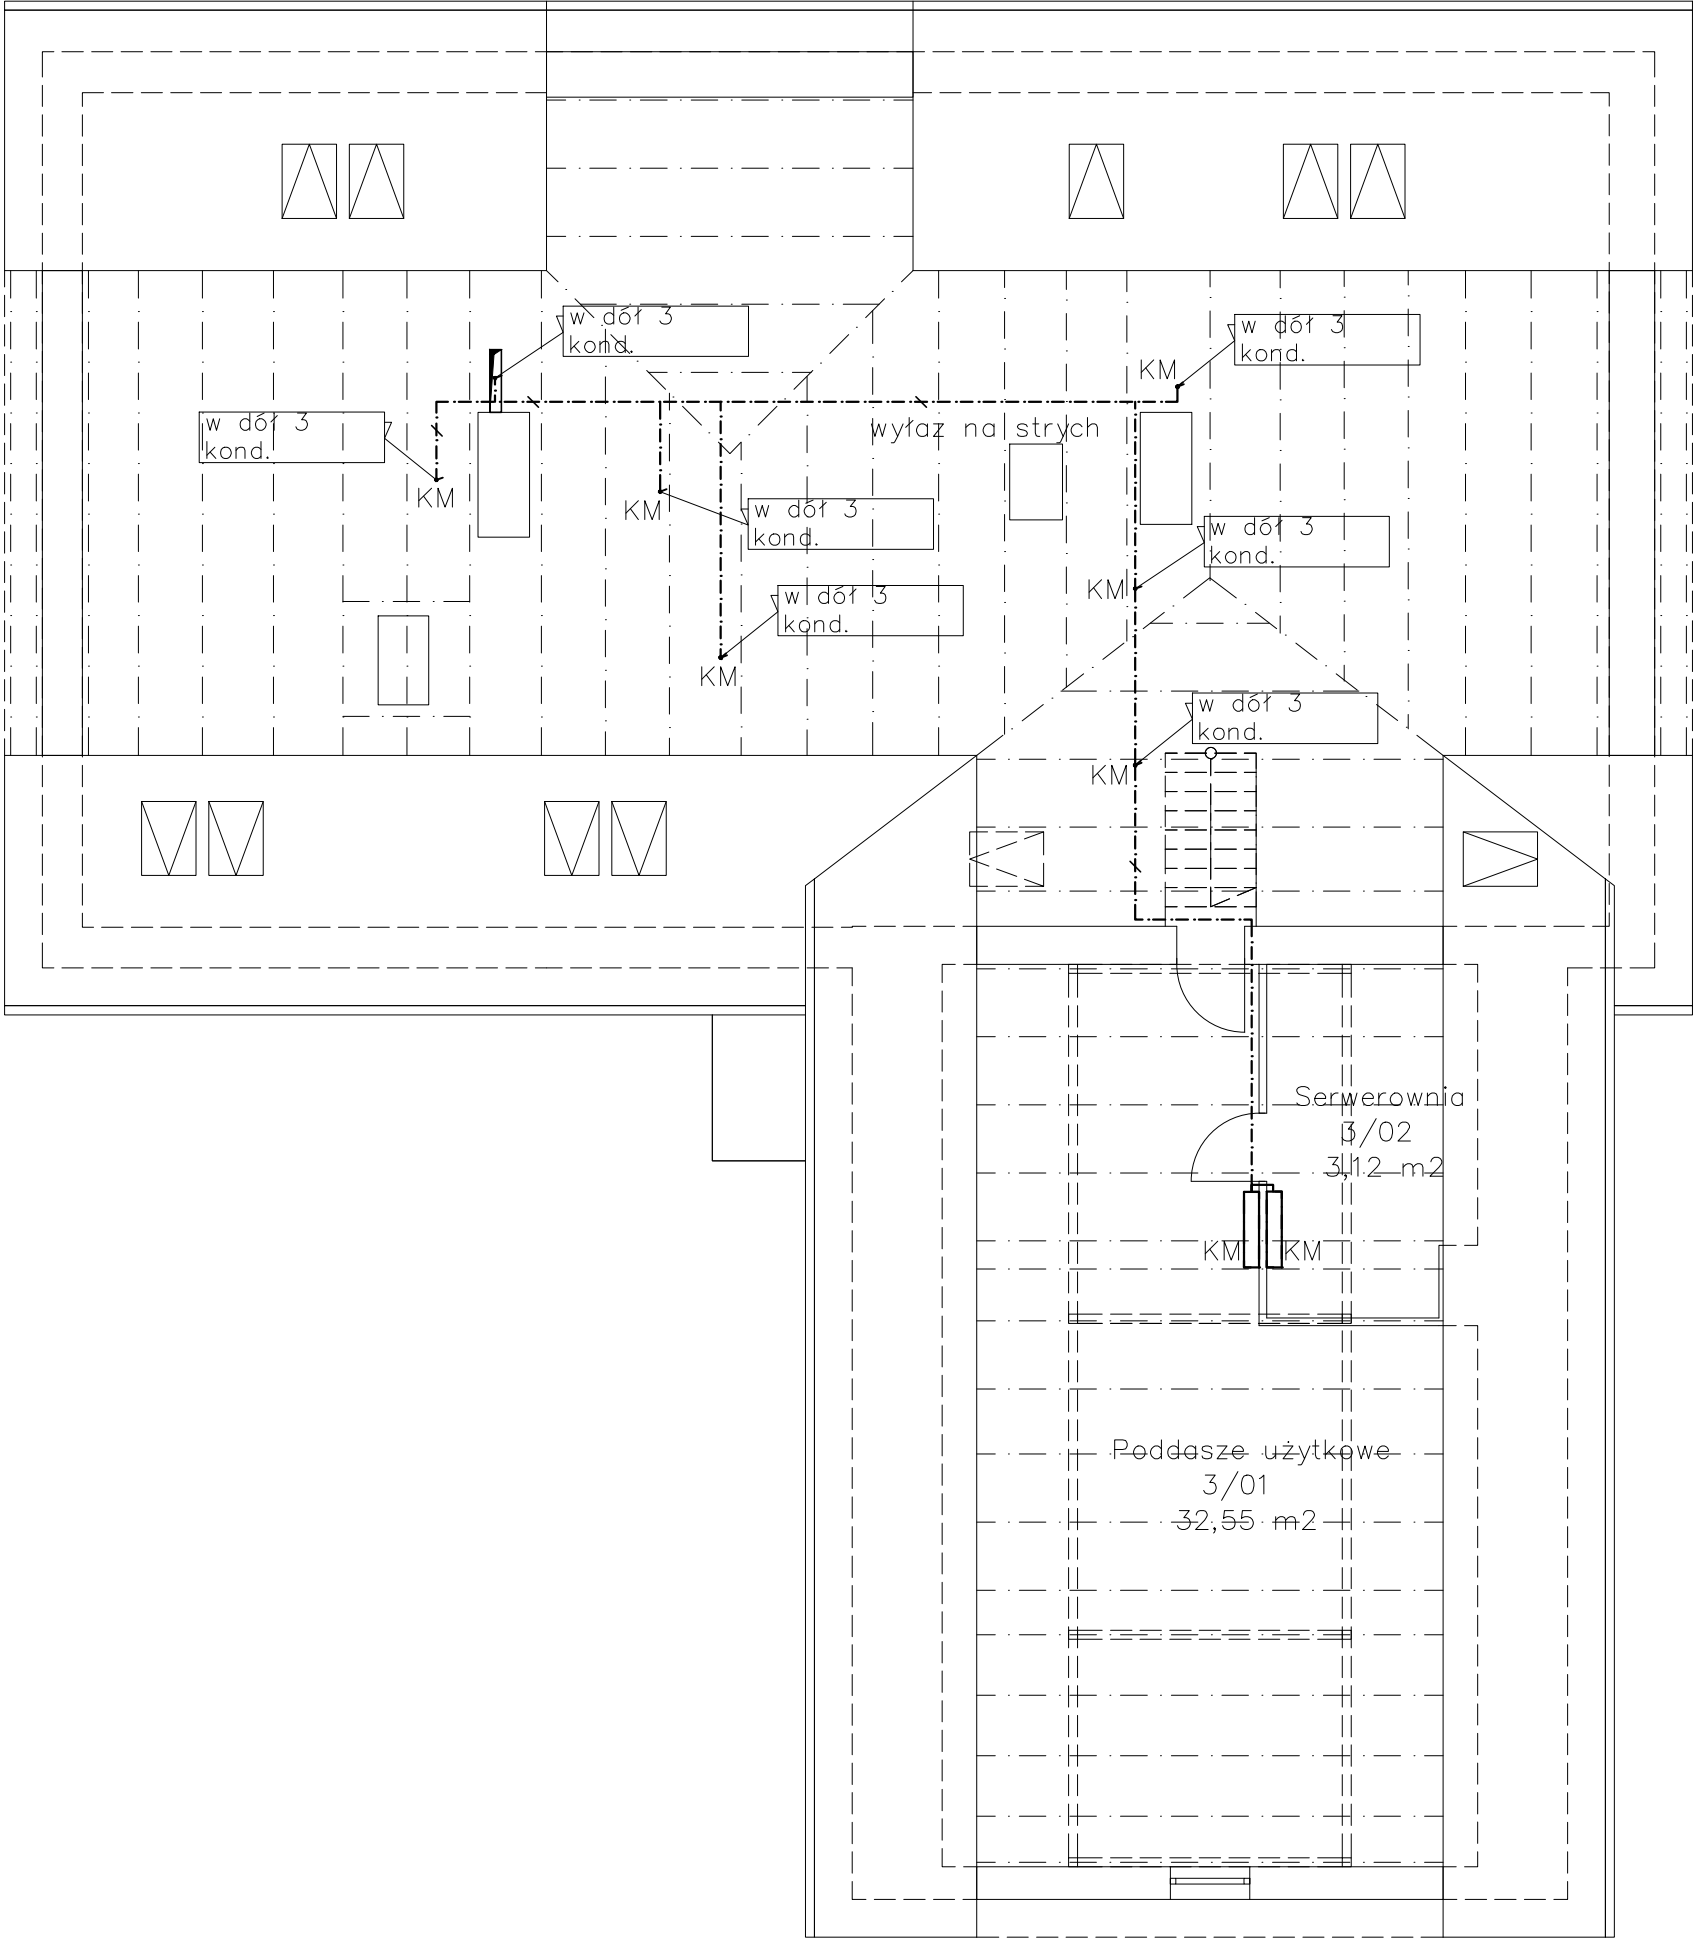 w dół 3
kond.
w dół 3
kond.
KM
w dół 3
kond.
wyłaz na strych
KM
KM
w dół 3
kond.
w dół 3
kond.
KM
w dół 3
kond.
KM
w dół 3
kond.
KM
Serwerownia
3/02
3,12 m2
KM
KM
Poddasze użytkowe
3/01
32,55 m2